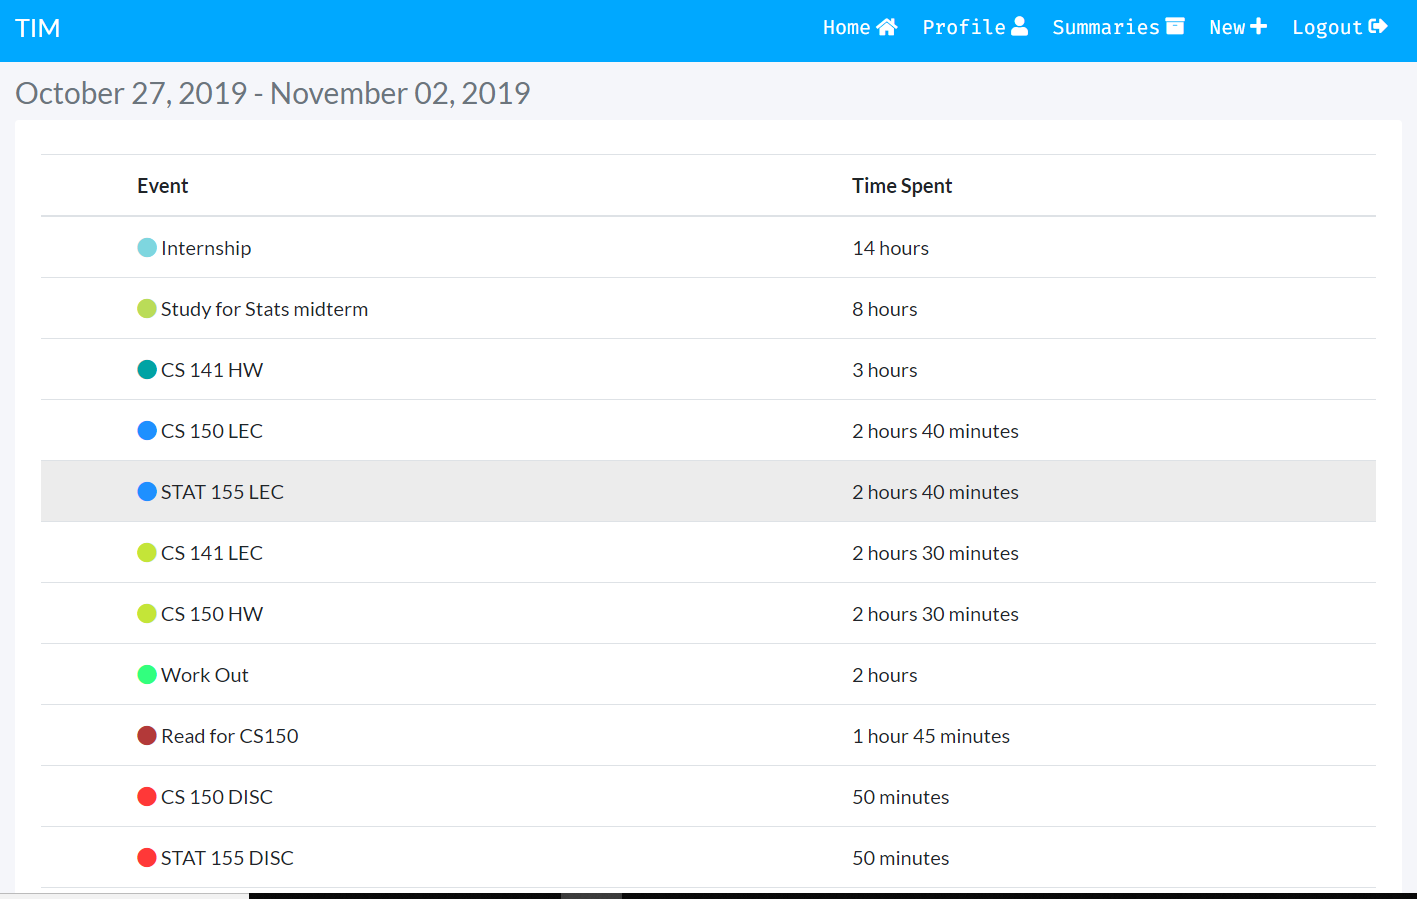 TIM Home Profile Summaries New Logout
October 27, 2019 - November 02, 2019
Event Time Spent
Internship 14 hours
Study for Stats midterm 8 hours
CS 141 HW 3 hours
CS 150 LEC 2 hours 40 minutes
STAT 155 LEC 2 hours 40 minutes
CS 141 LEC 2 hours 30 minutes
CS 150 HW 2 hours 30 minutes
Work Out 2 hours
Read for CS150 1 hour 45 minutes
CS 150 DISC 50 minutes
STAT 155 DISC 50 minutes